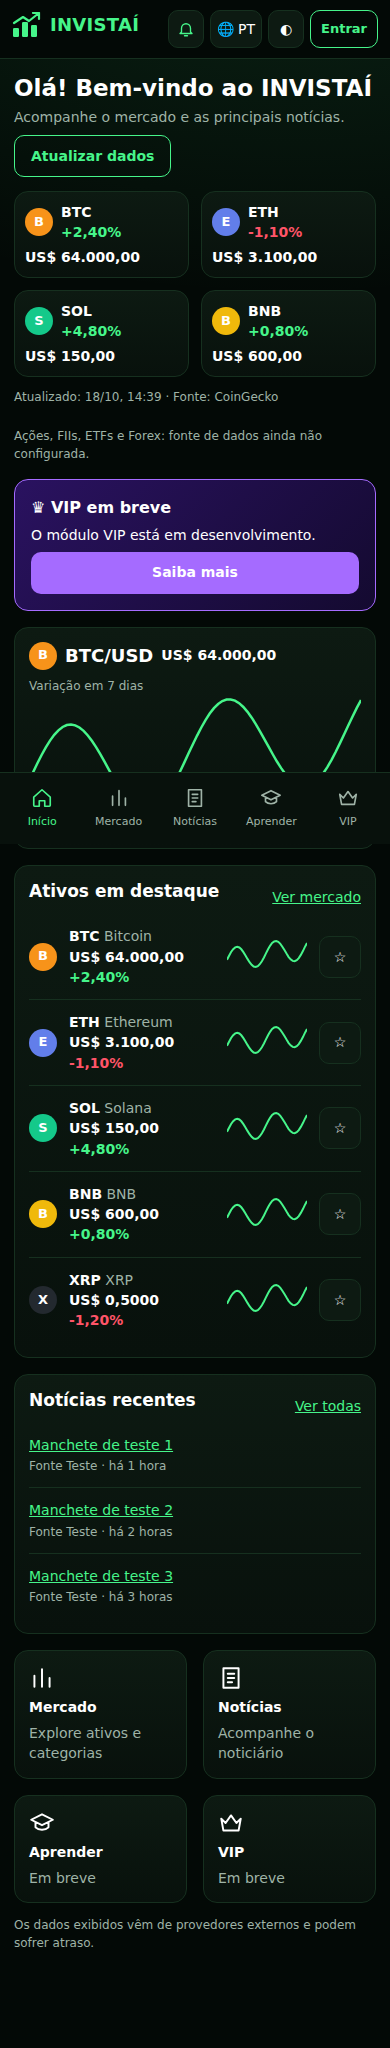 INVISTAÍ
PT
Entrar
Olá! Bem-vindo ao INVISTAÍ
Acompanhe o mercado e as principais notícias.
Atualizar dados
B BTC
+2,40%
US$ 64.000,00
E ETH
-1,10%
US$ 3.100,00
S SOL
+4,80%
US$ 150,00
B BNB
+0,80%
US$ 600,00
Atualizado: 18/10, 14:39 · Fonte: CoinGecko
Ações, FIIs, ETFs e Forex: fonte de dados ainda não
configurada.
♛ VIP em breve
O módulo VIP está em desenvolvimento.
Saiba mais
B BTC/USD US$ 64.000,00
Variação em 7 dias
Início Mercado Notícias Aprender VIP
Ativos em destaque Ver mercado
BTC Bitcoin
B US$ 64.000,00 ☆
+2,40%
ETH Ethereum
E US$ 3.100,00 ☆
-1,10%
SOL Solana
S US$ 150,00 ☆
+4,80%
BNB BNB
B US$ 600,00 ☆
+0,80%
XRP XRP
X US$ 0,5000 ☆
-1,20%
Notícias recentes Ver todas
Manchete de teste 1
Fonte Teste · há 1 hora
Manchete de teste 2
Fonte Teste · há 2 horas
Manchete de teste 3
Fonte Teste · há 3 horas
Mercado
Explore ativos e
categorias
Notícias
Acompanhe o
noticiário
Aprender
Em breve
VIP
Em breve
Os dados exibidos vêm de provedores externos e podem
sofrer atraso.